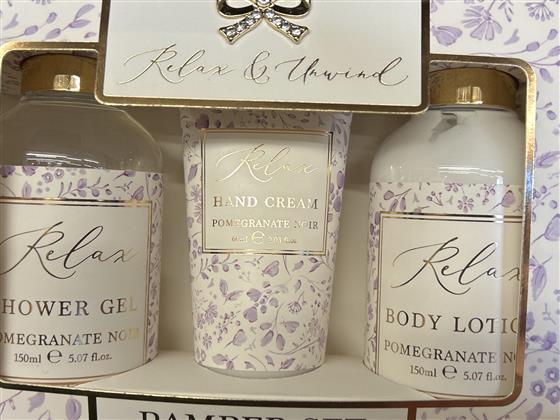 Relax & Unwind
Relax
HAND CREAM
POMEGRANATE NOIR
60ml e 2.03 fl.oz.
Relax
HOWER GEL
OMEGRANATE NOIR
150ml e 5.07 fl.oz.
Relax
BODY LOTIO
POMEGRANATE NO
150ml e 5.07 fl.oz.
PAMPER SET